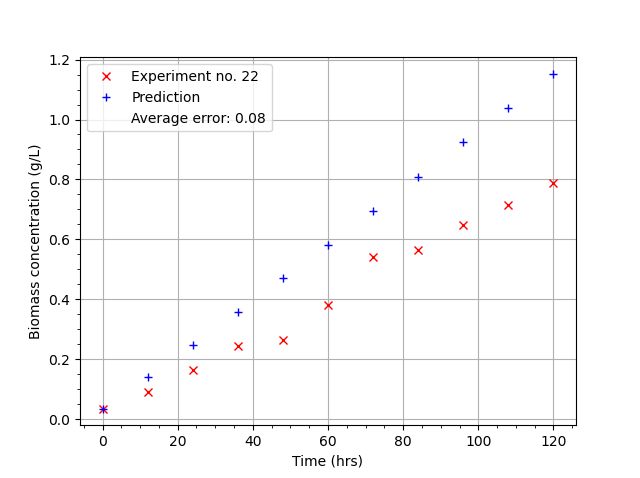 Experiment no. 22
Prediction
Average error: 0.08
1.2
1.0
0.8
0.6
0.4
0.2
0.0
Biomass concentration (g/L)
0 20 40 60 80 100 120
Time (hrs)